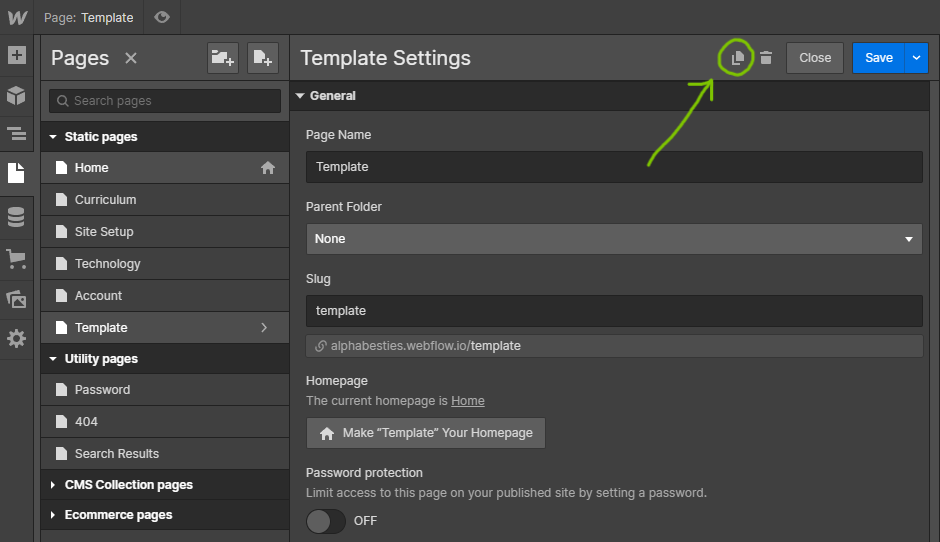 Page: Template
Pages
Template Settings
Close
Save
Search pages
General
Static pages
Home
Curriculum
Site Setup
Technology
Account
Template
Utility pages
Password
404
Search Results
CMS Collection pages
Ecommerce pages
Page Name
Template
Parent Folder
None
Slug
template
alphabesties.webflow.io/template
Homepage
The current homepage is Home
Make “Template” Your Homepage
Password protection
Limit access to this page on your published site by setting a password.
OFF